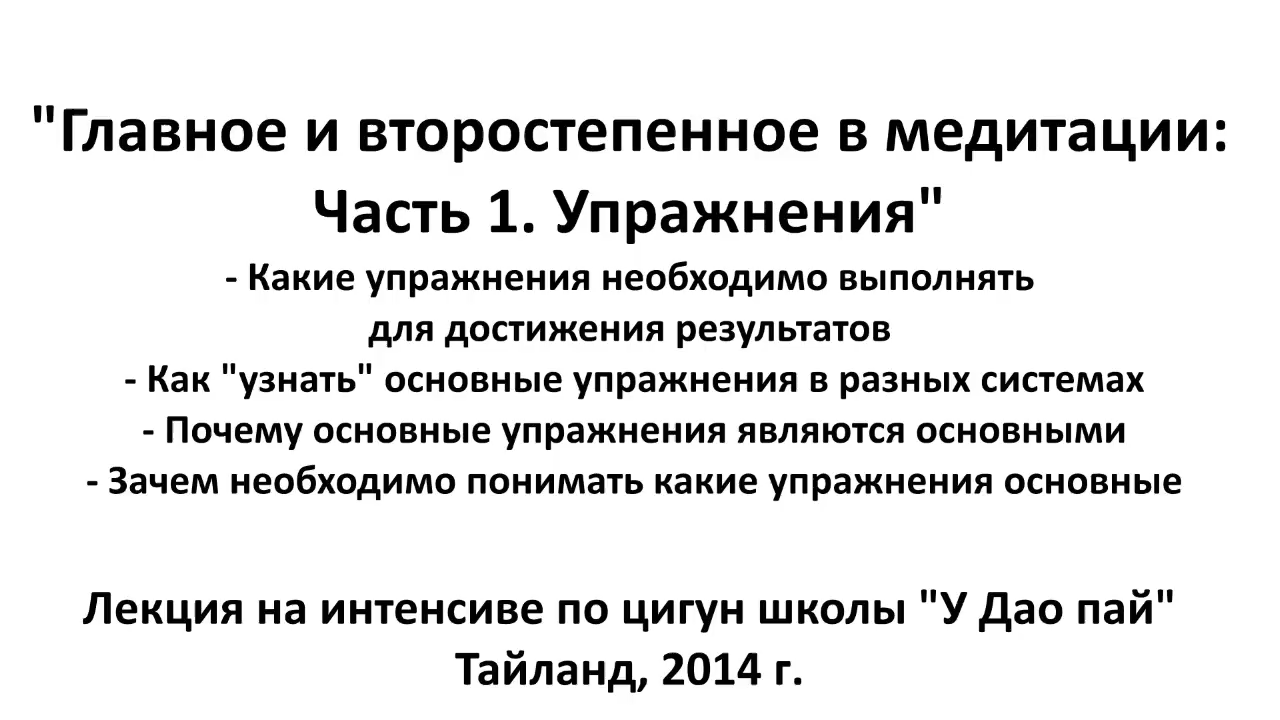 "Главное и второстепенное в медитации:
Часть 1. Упражнения"
- Какие упражнения необходимо выполнять
для достижения результатов
- Как "узнать" основные упражнения в разных системах
- Почему основные упражнения являются основными
- Зачем необходимо понимать какие упражнения основные
Лекция на интенсиве по цигун школы "У Дао пай"
Тайланд, 2014 г.